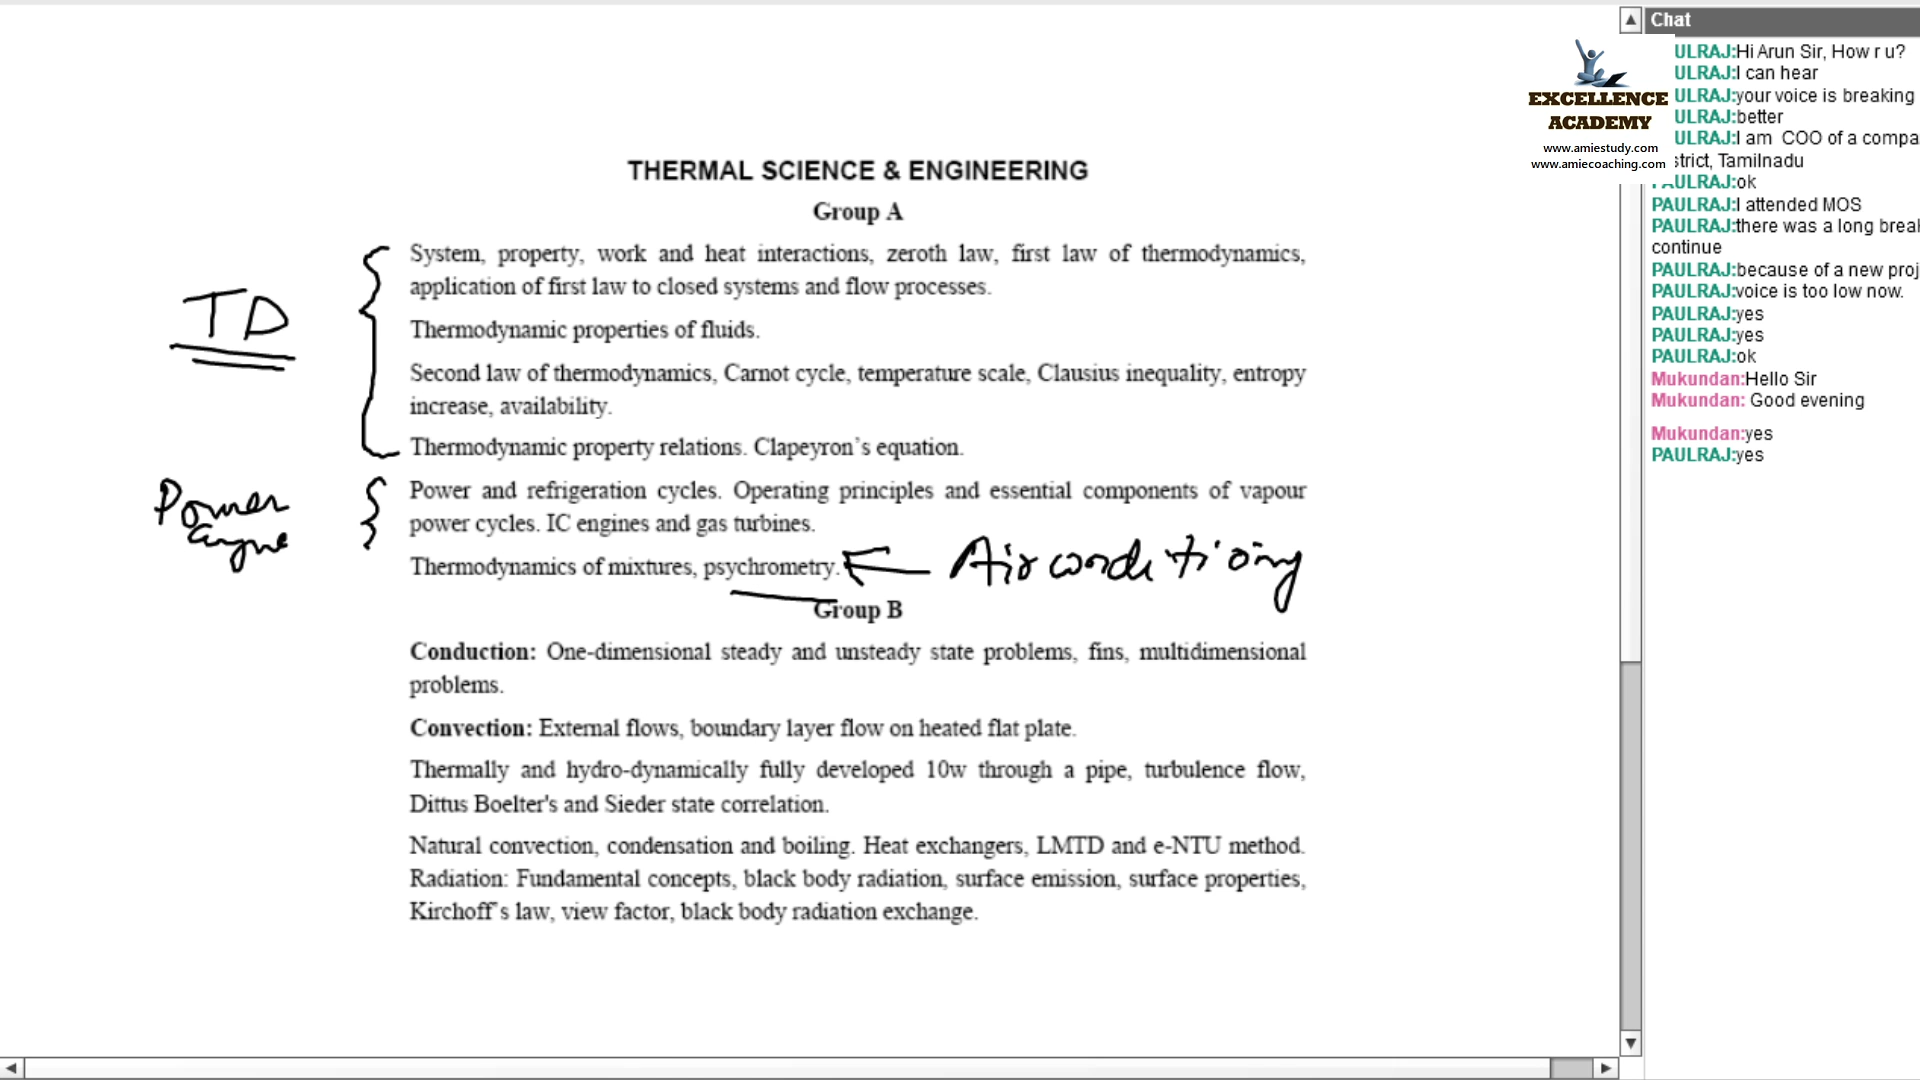 Chat
EXCELLENCE
ACADEMY
www.amiestudy.com
www.amiecoaching.com
THERMAL SCIENCE & ENGINEERING
Group A
System, property, work and heat interactions, zeroth law, first law of thermodynamics,
application of first law to closed systems and flow processes.
TD
Thermodynamic properties of fluids.
Second law of thermodynamics, Carnot cycle, temperature scale, Clausius inequality, entropy
increase, availability.
Thermodynamic property relations. Clapeyron's equation.
Power
Power and refrigeration cycles. Operating principles and essential components of vapour
power cycles. IC engines and gas turbines.
Thermodynamics of mixtures, psychrometry.
Air conditioning
Group B
Conduction: One-dimensional steady and unsteady state problems, fins, multidimensional
problems.
Convection: External flows, boundary layer flow on heated flat plate.
Thermally and hydro-dynamically fully developed 10w through a pipe, turbulence flow,
Dittus Boelter's and Sieder state correlation.
Natural convection, condensation and boiling. Heat exchangers, LMTD and e-NTU method.
Radiation: Fundamental concepts, black body radiation, surface emission, surface properties,
Kirchoff's law, view factor, black body radiation exchange.
ULRAJ:Hi Arun Sir, How r u?
ULRAJ:I can hear
ULRAJ:your voice is breaking
ULRAJ:better
ULRAJ:I am COO of a compa
strict, Tamilnadu
PAULRAJ:ok
PAULRAJ:I attended MOS
PAULRAJ:there was a long break
continue
PAULRAJ:because of a new proj
PAULRAJ:voice is too low now.
PAULRAJ:yes
PAULRAJ:yes
PAULRAJ:ok
Mukundan:Hello Sir
Mukundan: Good evening
Mukundan:yes
PAULRAJ:yes